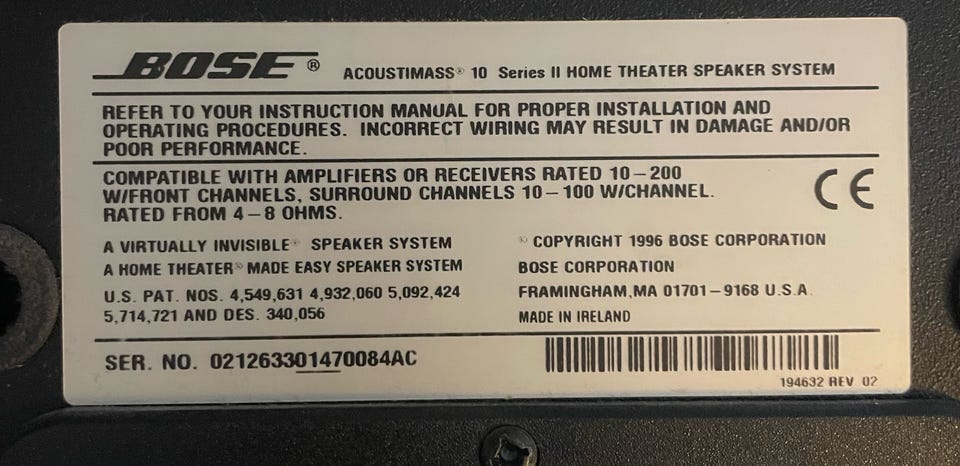 BOSE® ACOUSTIMASS® 10 Series II HOME THEATER SPEAKER SYSTEM
REFER TO YOUR INSTRUCTION MANUAL FOR PROPER INSTALLATION AND
OPERATING PROCEDURES. INCORRECT WIRING MAY RESULT IN DAMAGE AND/OR
POOR PERFORMANCE.
COMPATIBLE WITH AMPLIFIERS OR RECEIVERS RATED 10–200
W/FRONT CHANNELS, SURROUND CHANNELS 10–100 W/CHANNEL.
RATED FROM 4–8 OHMS.
CE
A VIRTUALLY INVISIBLE® SPEAKER SYSTEM
A HOME THEATER® MADE EASY SPEAKER SYSTEM
U.S. PAT. NOS. 4,549,631 4,932,060 5,092,424
5,714,721 AND DES. 340,056
© COPYRIGHT 1996 BOSE CORPORATION
BOSE CORPORATION
FRAMINGHAM,MA 01701–9168 U.S.A.
MADE IN IRELAND
SER. NO. 021263301470084AC
194632 REV 02